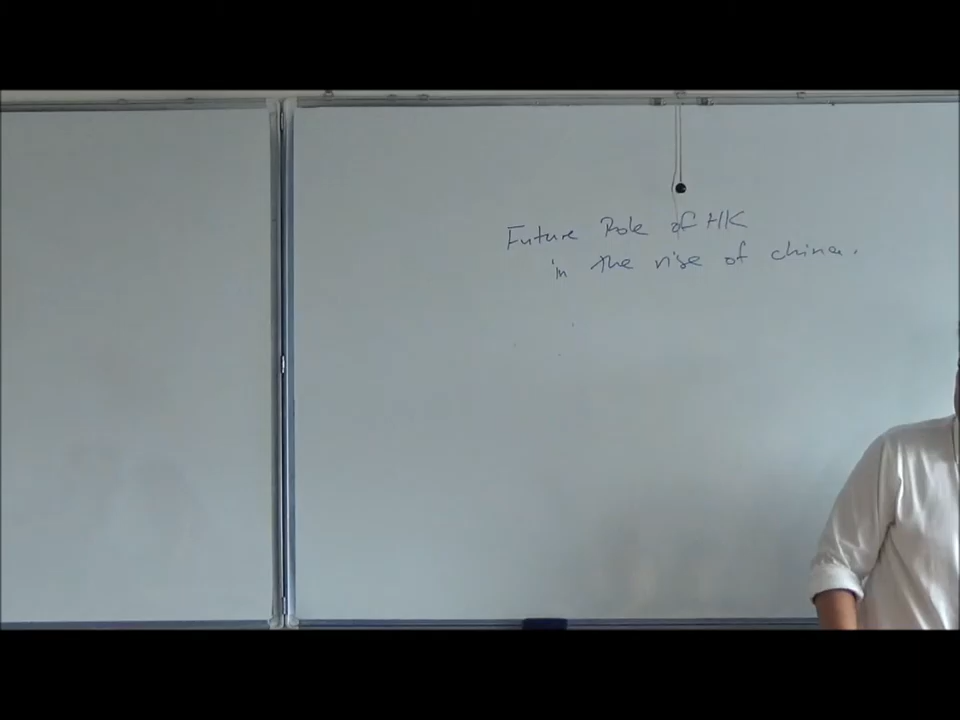 Future Role of HK
in the rise of china.